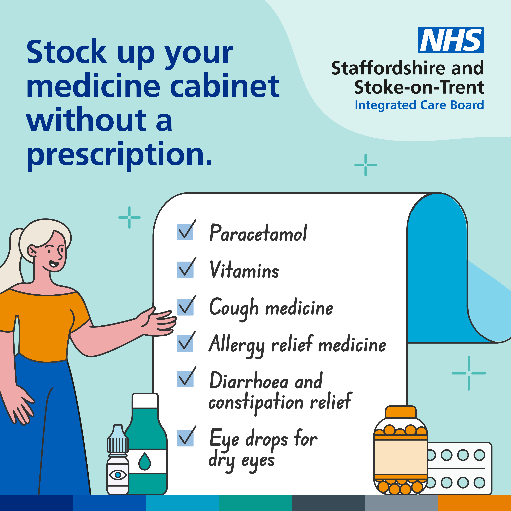 Stock up your
medicine cabinet
without a
prescription.
NHS
Staffordshire and
Stoke-on-Trent
Integrated Care Board
Paracetamol
Vitamins
Cough medicine
Allergy relief medicine
Diarrhoea and
constipation relief
Eye drops for
dry eyes